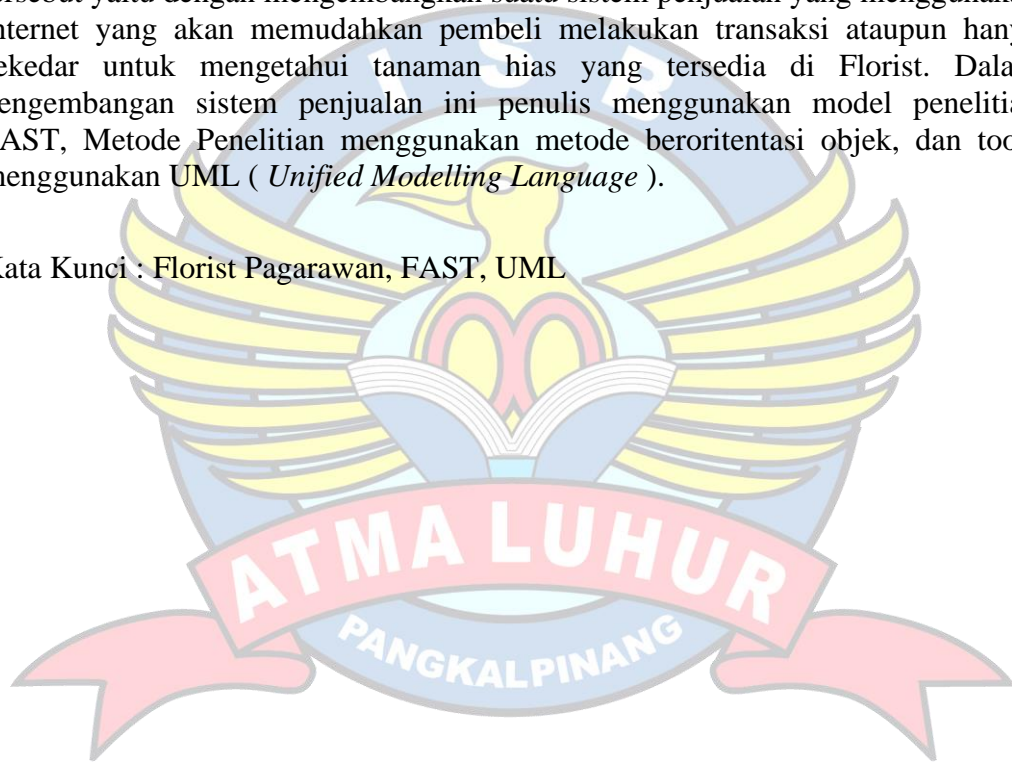 ersebut yaitu dengan mengembangkan suatu sistem penjualan yang menggunak
nternet yang akan memudahkan pembeli melakukan transaksi ataupun hany
ekedar untuk mengetahui tanaman hias yang tersedia di Florist. Dala
engembangan sistem penjualan ini penulis menggunakan model penelitia
AST, Metode Penelitian menggunakan metode beroritentasi objek, dan too
menggunakan UML ( Unified Modelling Language ).
Kata Kunci : Florist Pagarawan, FAST, UML
I S B
ATMA LUHUR
PANGKALPINANG